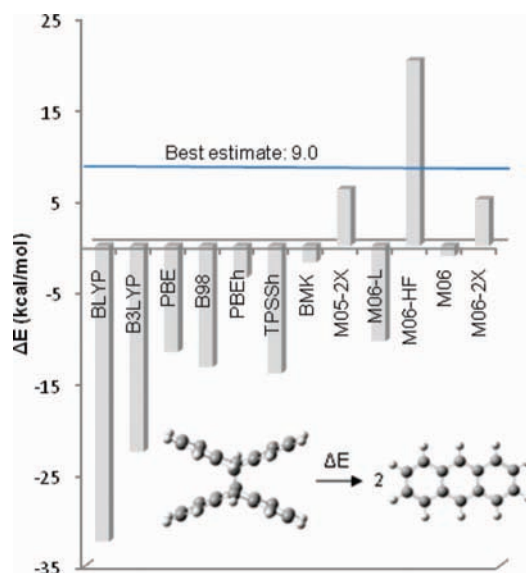 25
15
5
-5
-15
-25
-35
ΔE (kcal/mol)
Best estimate: 9.0
BLYP
B3LYP
PBE
B98
PBEh
TPSSh
BMK
M05-2X
M06-L
M06-HF
M06
M06-2X
ΔE
2